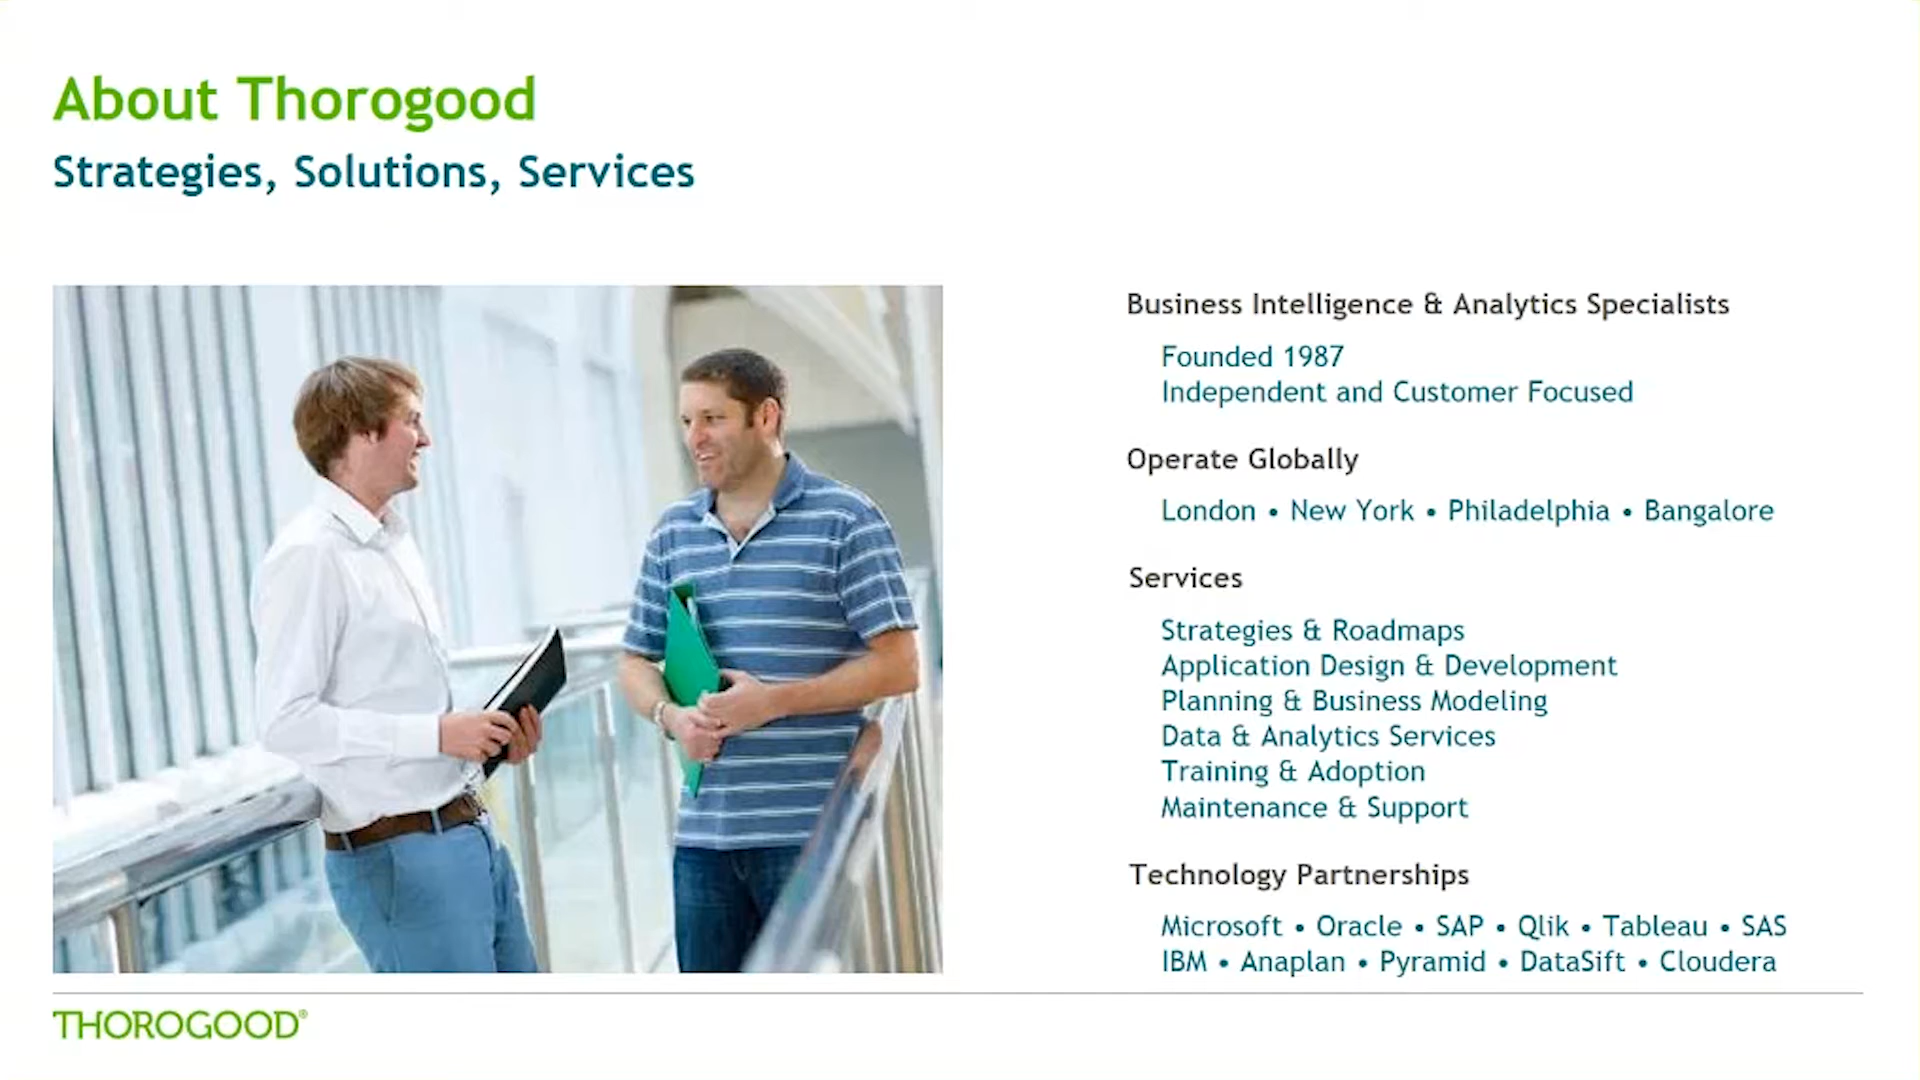 About Thorogood
Strategies, Solutions, Services
Business Intelligence & Analytics Specialists
Founded 1987
Independent and Customer Focused
Operate Globally
London • New York • Philadelphia • Bangalore
Services
Strategies & Roadmaps
Application Design & Development
Planning & Business Modeling
Data & Analytics Services
Training & Adoption
Maintenance & Support
Technology Partnerships
Microsoft • Oracle • SAP • Qlik • Tableau • SAS
IBM • Anaplan • Pyramid • DataSift • Cloudera
THOROGOOD®